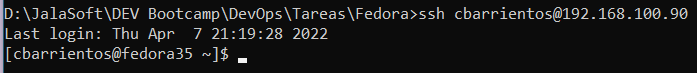 D:\JalaSoft\DEV Bootcamp\DevOps\Tareas\Fedora>ssh cbarrientos@192.168.100.90
Last login: Thu Apr  7 21:19:28 2022
[cbarrientos@fedora35 ~]$